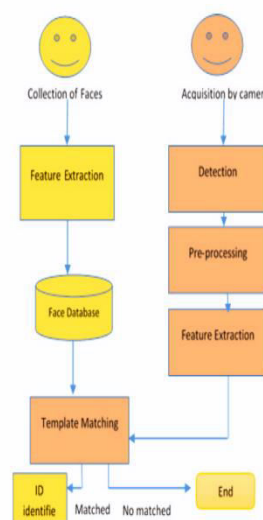 Collection of Faces
Acquisition by camer
Feature Extraction
Detection
Pre-processing
Face Database
Feature Extraction
Template Matching
ID
identifie
Matched
No matched
End